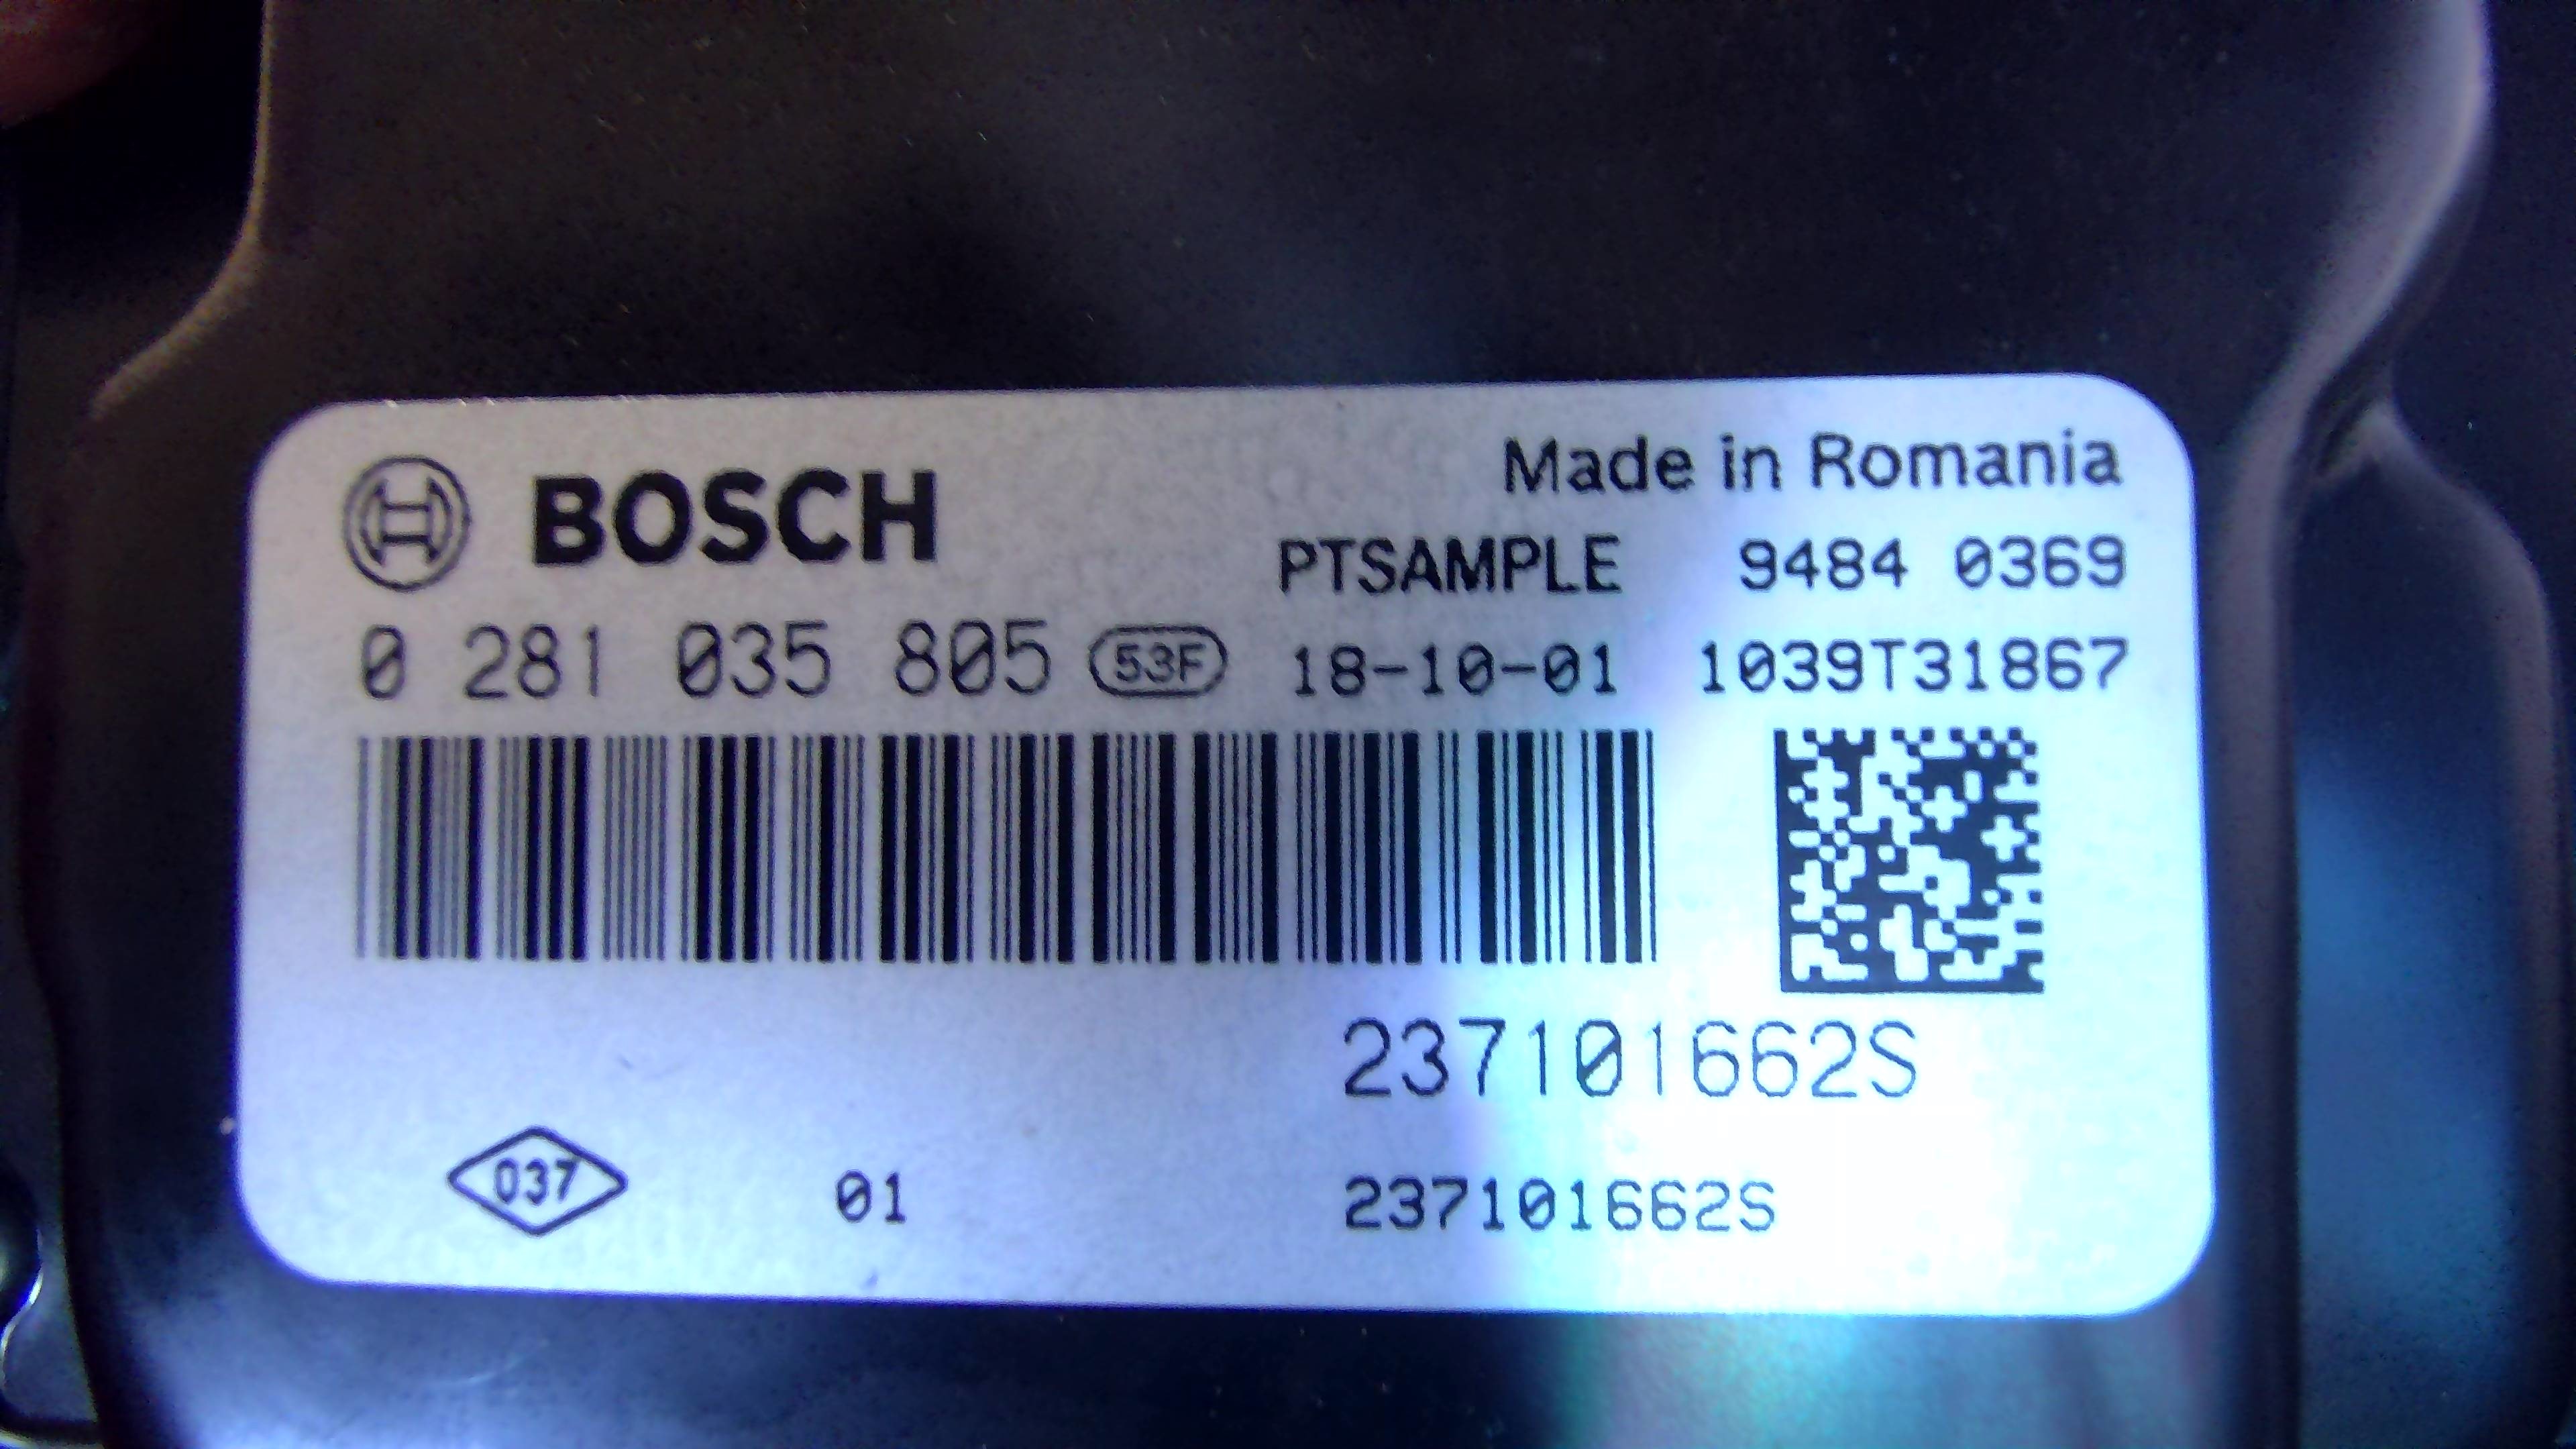 BOSCH
Made in Romania
PTSAMPLE 9484 0369
0 281 035 805 53F 18-10-01 1039T31867
237101662S
037 01 237101662S